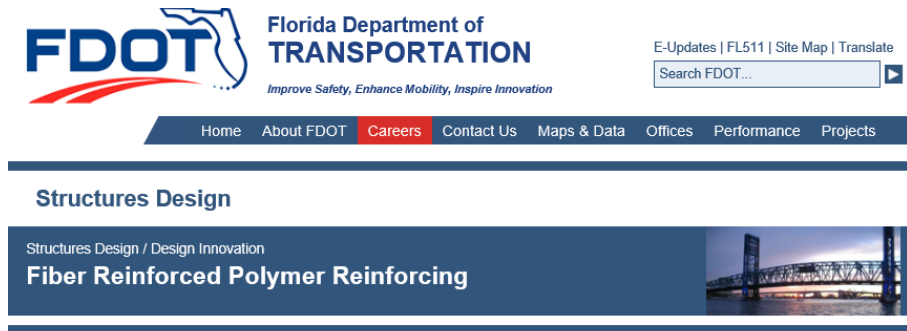 FDOT
Florida Department of
TRANSPORTATION
Improve Safety, Enhance Mobility, Inspire Innovation
E-Updates | FL511 | Site Map | Translate
Search FDOT...
Home About FDOT Careers Contact Us Maps & Data Offices Performance Projects
Structures Design
Structures Design / Design Innovation
Fiber Reinforced Polymer Reinforcing